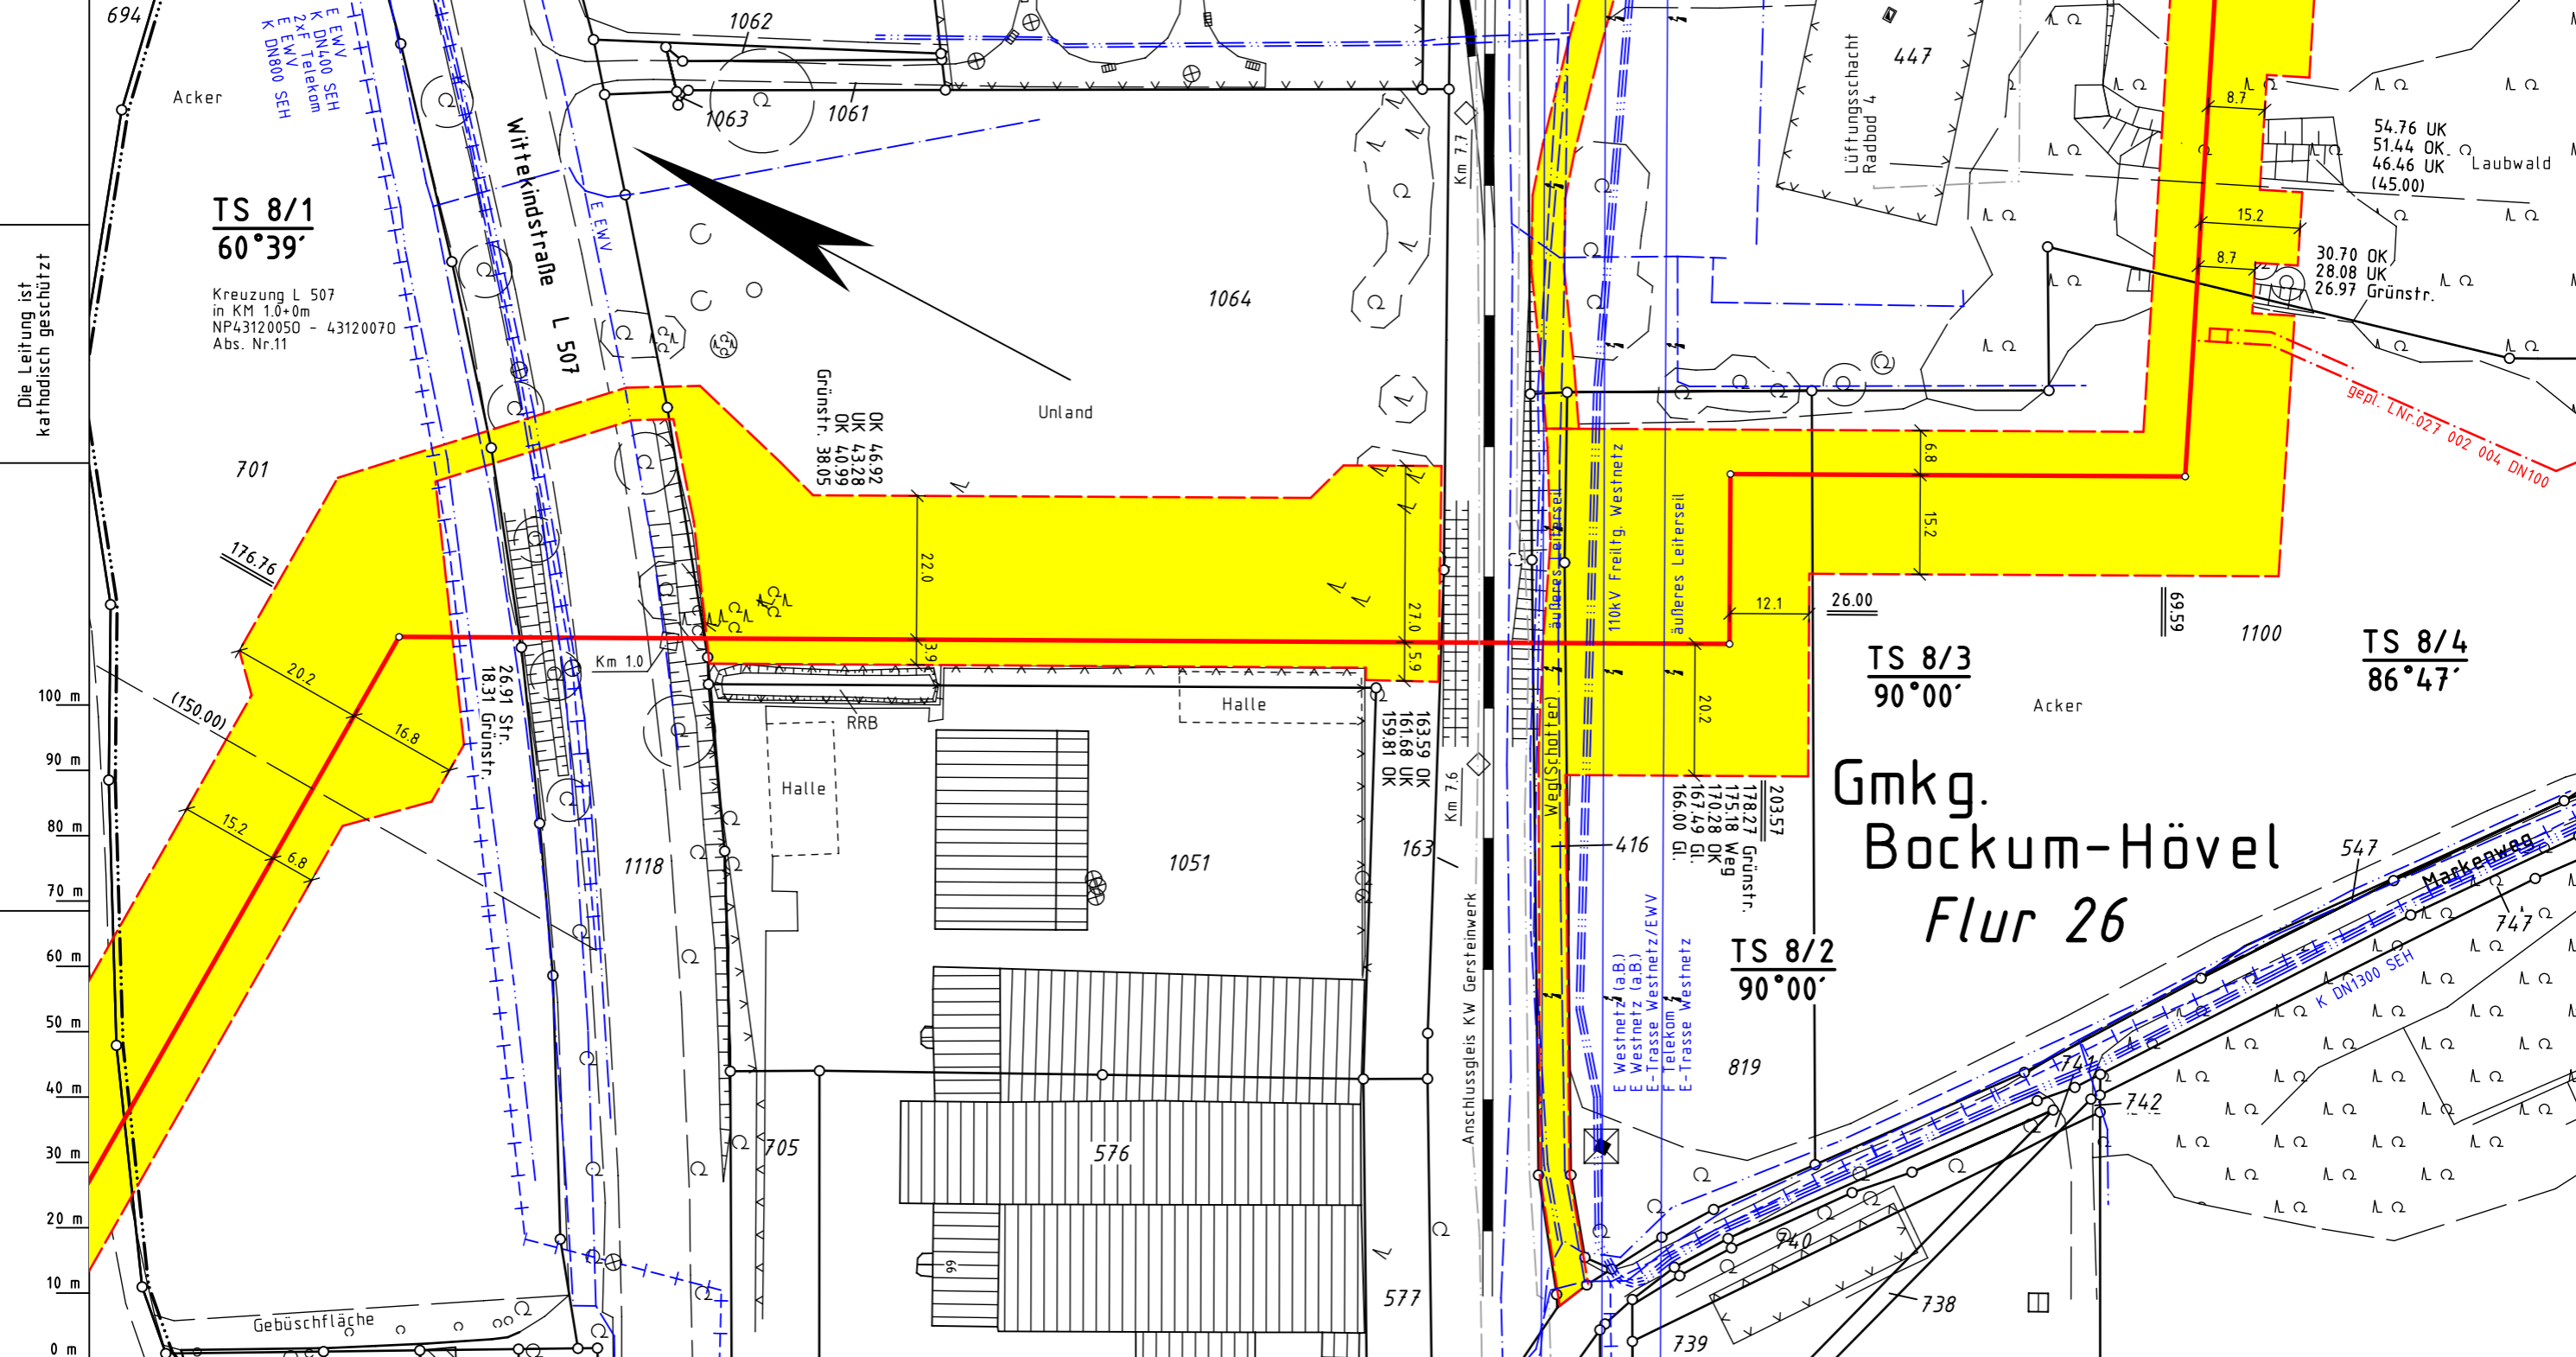 694
Acker
E EWV
K DN400 SEH
2xF Telekom
E EWV
K DN800 SEH
TS 8/1
60°39´
Kreuzung L 507
in KM 1.0+0m
NP43120050 - 43120070
Abs. Nr.11
Die Leitung ist
kathodisch geschützt
701
176.76
Wittekindstraße L 507
E EWV
1062
1063
1061
1064
Unland
OK 46.92
UK 43.28
OK 40.99
Grünstr. 38.05
22.0
3.9
27.0
5.9
Km 7.7
Km 1.0
20.2
16.8
15.2
6.8
(150.00)
26.91 Str.
18.31 Grünstr.
100 m
90 m
80 m
70 m
60 m
50 m
40 m
30 m
20 m
10 m
0 m
Gebüschfläche
1118
705
RRB
Halle
Halle
1051
576
66
577
163
163.59 OK
161.68 UK
159.81 OK
Km 7.6
Anschlussgleis KW Gersteinwerk
Weg(Schotter)
äußeres Leiterseil
110kV Freiltg. Westnetz
äußeres Leiterseil
Lüftungsschacht
Radbod 4
447
8.7
15.2
8.7
54.76 UK
51.44 OK
46.46 UK
(45.00)
Laubwald
30.70 OK
28.08 UK
26.97 Grünstr.
gepl. LNr.027 002 004 DN100
6.8
15.2
12.1
26.00
20.2
69.59
1100
TS 8/3
90°00´
TS 8/4
86°47´
Acker
203.57
178.27 Grünstr.
175.18 Weg
170.28 OK
167.49 Gl.
166.00 Gl.
416
Gmkg.
Bockum-Hövel
Flur 26
TS 8/2
90°00´
E Westnetz (a.B.)
E Westnetz (a.B.)
E-Trasse Westnetz/EWV
F Telekom
E-Trasse Westnetz
819
547
Markenweg
747
K DN1300 SEH
741
742
740
738
739